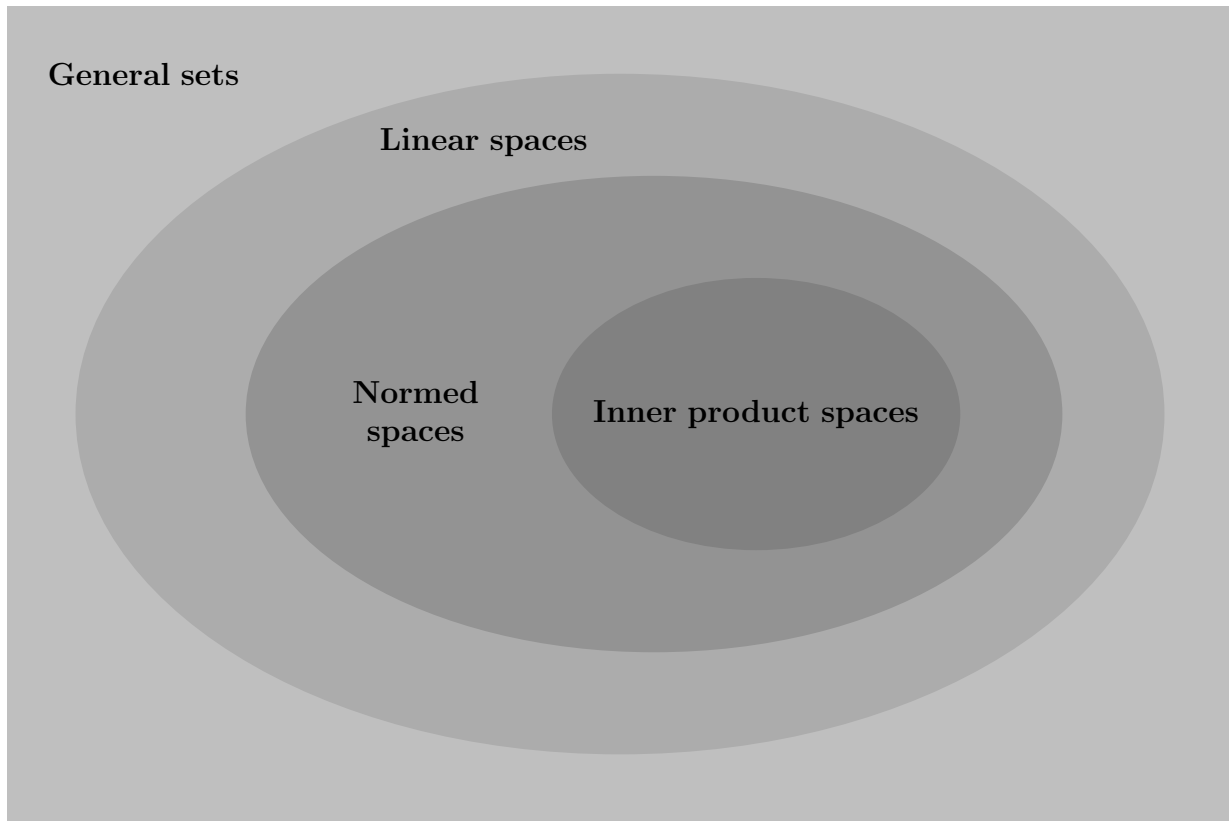 General sets
Linear spaces
Normed
spaces
Inner product spaces